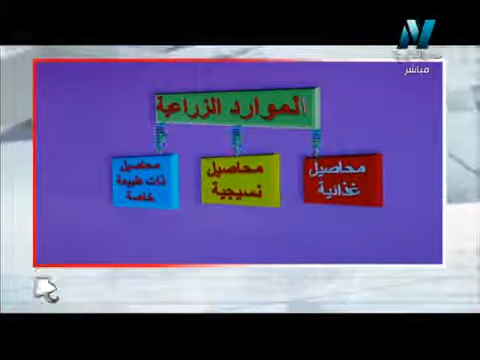 مباشر
الموارد الزراعية
محاصيل
غذائية
محاصيل
نسيجية
محاصيل
ذات طبيعة
خاصة